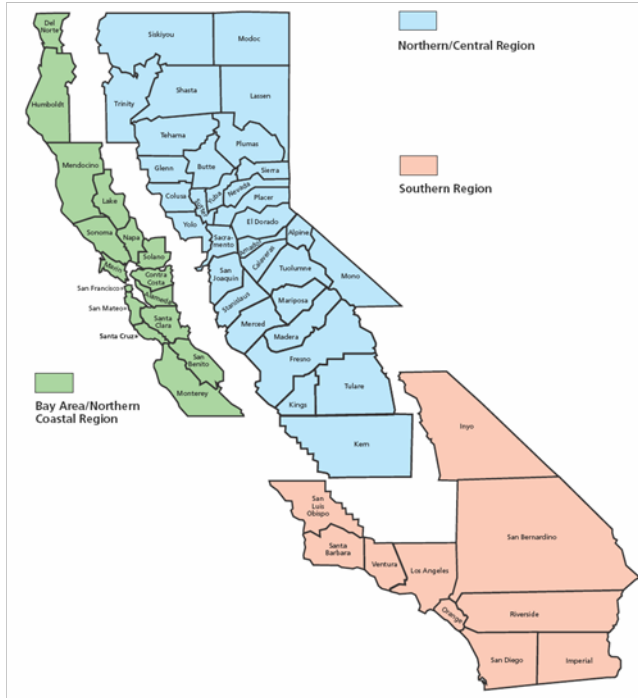 Del
Norte
Siskiyou
Modoc
Northern/Central Region
Humboldt
Trinity
Shasta
Lassen
Tehama
Plumas
Mendocino
Glenn
Butte
Sierra
Southern Region
Lake
Colusa
Yuba
Nevada
Placer
Sonoma
Napa
Yolo
El Dorado
Solano
Sacra-
mento
Amador
Alpine
Marin
Calaveras
San Francisco
Contra
Costa
San
Joaquin
Tuolumne
Mono
Alameda
San Mateo
Stanislaus
Mariposa
Santa
Clara
Merced
Santa Cruz
Madera
San
Benito
Fresno
Monterey
Kings
Tulare
Bay Area/Northern
Coastal Region
Inyo
Kern
San
Luis
Obispo
San Bernardino
Santa
Barbara
Ventura
Los Angeles
Orange
Riverside
San Diego
Imperial